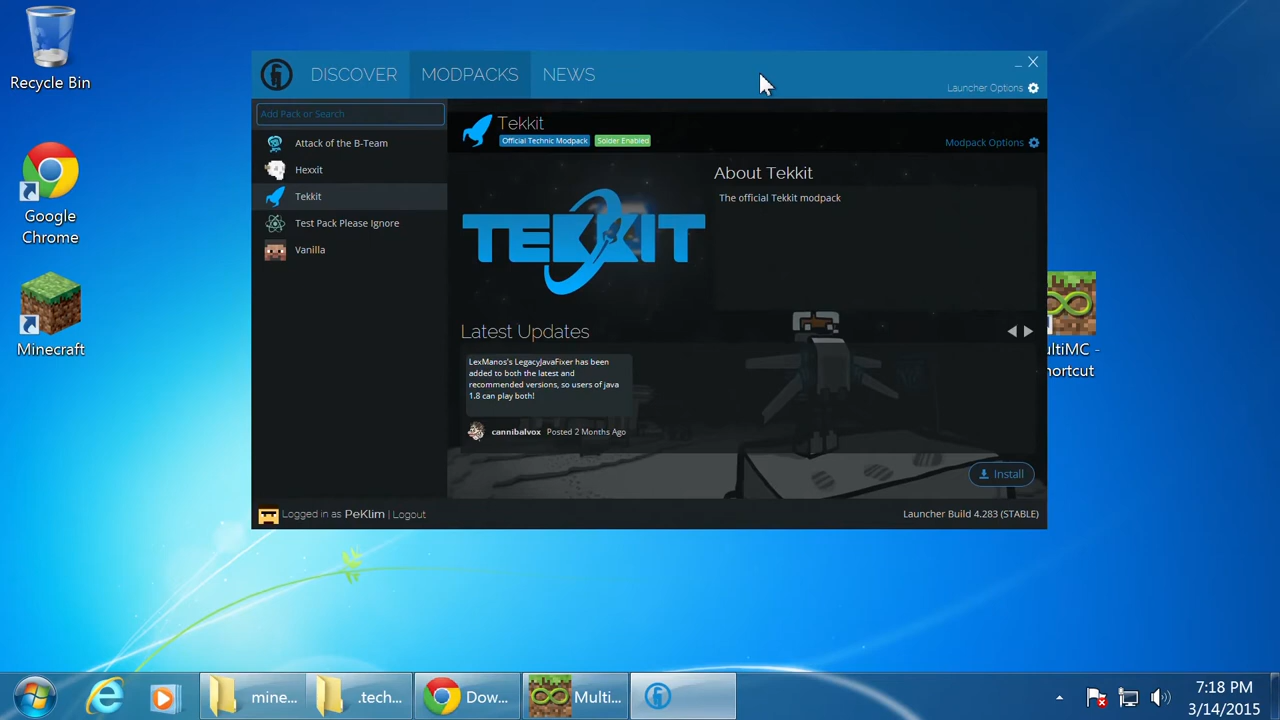 Recycle Bin
Google
Chrome
Minecraft
DISCOVER
MODPACKS
NEWS
Launcher Options
Add Pack or Search
Attack of the B-Team
Hexxit
Tekkit
Test Pack Please Ignore
Vanilla
Tekkit
Official Technic Modpack
Solder Enabled
Modpack Options
TEKKIT
About Tekkit
The official Tekkit modpack
Latest Updates
LexManos's LegacyJavaFixer has been
added to both the latest and
recommended versions, so users of java
1.8 can play both!
cannibalvox Posted 2 Months Ago
Install
Logged in as PeKlim | Logout
Launcher Build 4.283 (STABLE)
ultiMC -
hortcut
mine...
.tech...
Dow...
Multi...
7:18 PM
3/14/2015